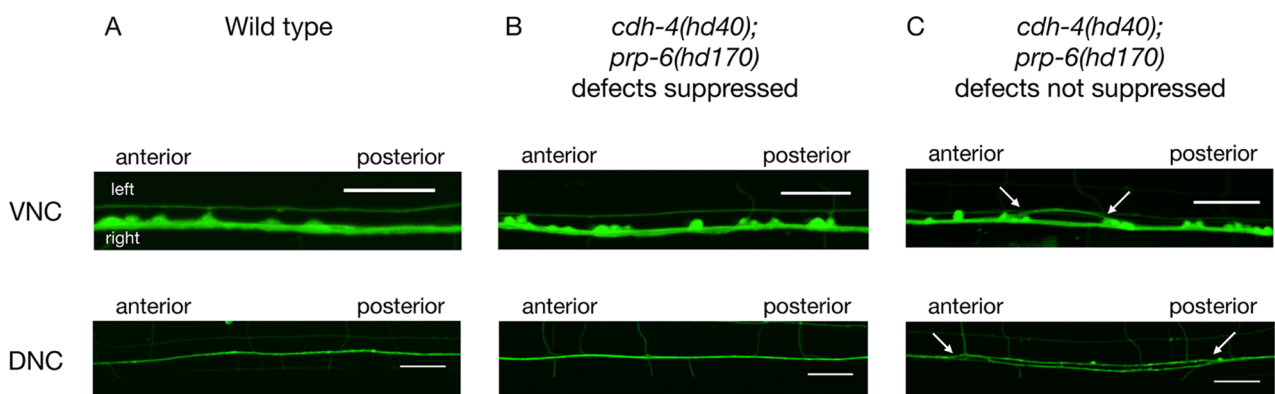 A Wild type
B cdh-4(hd40);
prp-6(hd170)
defects suppressed
C cdh-4(hd40);
prp-6(hd170)
defects not suppressed
VNC
anterior posterior
left
right
anterior posterior
anterior posterior
DNC
anterior posterior
anterior posterior
anterior posterior